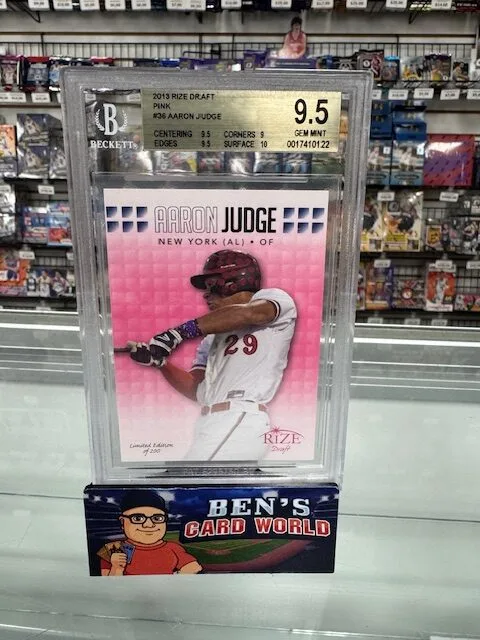 2013 RIZE DRAFT
PINK
#36 AARON JUDGE
CENTERING 9.5 CORNERS 9
EDGES 9.5 SURFACE 10
9.5
GEM MINT
0017410122
B
BECKETT
AARON JUDGE
NEW YORK (AL) • OF
29
Limited Edition
of 200
RIZE
Draft
BEN'S
CARD WORLD